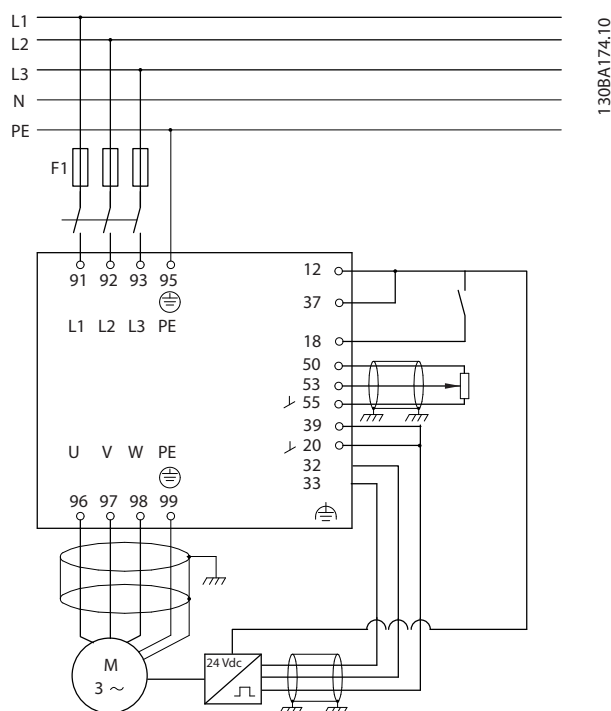 L1
L2
L3
N
PE
130BA174.10
F1
91 92 93 95
L1 L2 L3 PE
12
37
18
50
53
55
39
20
32
33
U V W PE
96 97 98 99
M
3 ~
24 Vdc